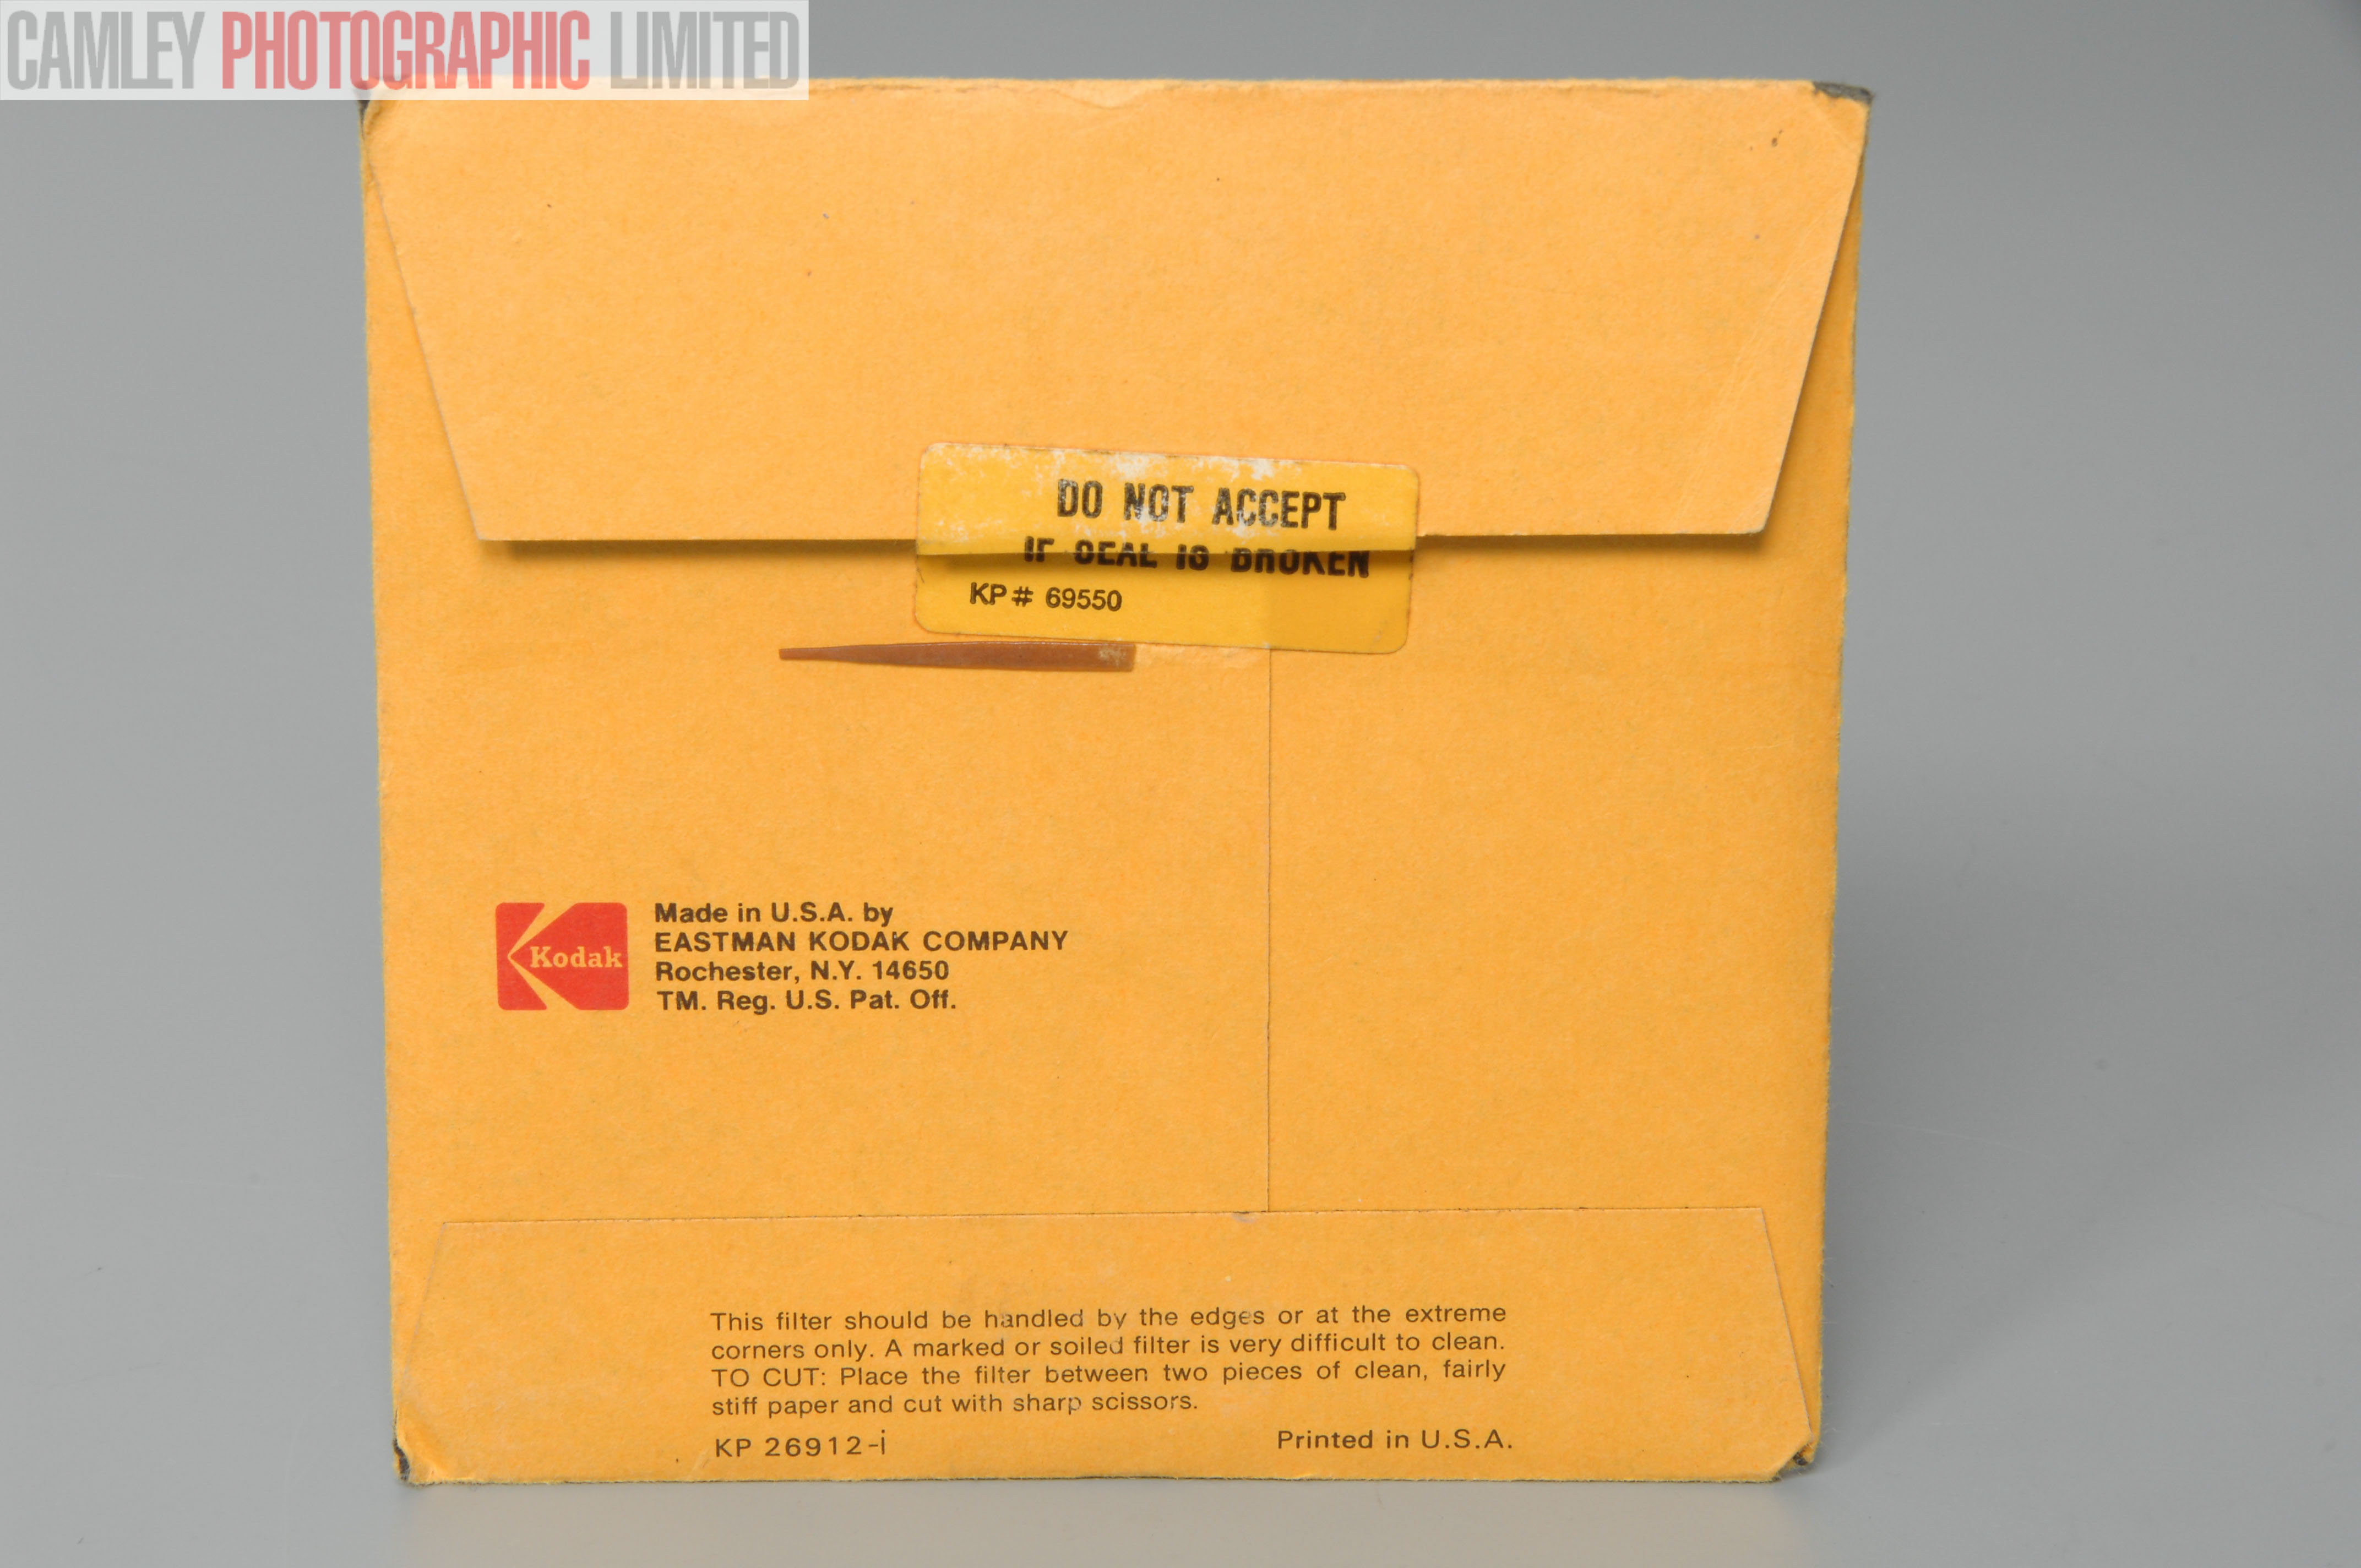 CAMLEY PHOTOGRAPHIC LIMITED
DO NOT ACCEPT
IF SEAL IS BROKEN
KP# 69550
Kodak
Made in U.S.A. by
EASTMAN KODAK COMPANY
Rochester, N.Y. 14650
TM. Reg. U.S. Pat. Off.
This filter should be handled by the edges or at the extreme
corners only. A marked or soiled filter is very difficult to clean.
TO CUT: Place the filter between two pieces of clean, fairly
stiff paper and cut with sharp scissors.
KP 26912-i
Printed in U.S.A.